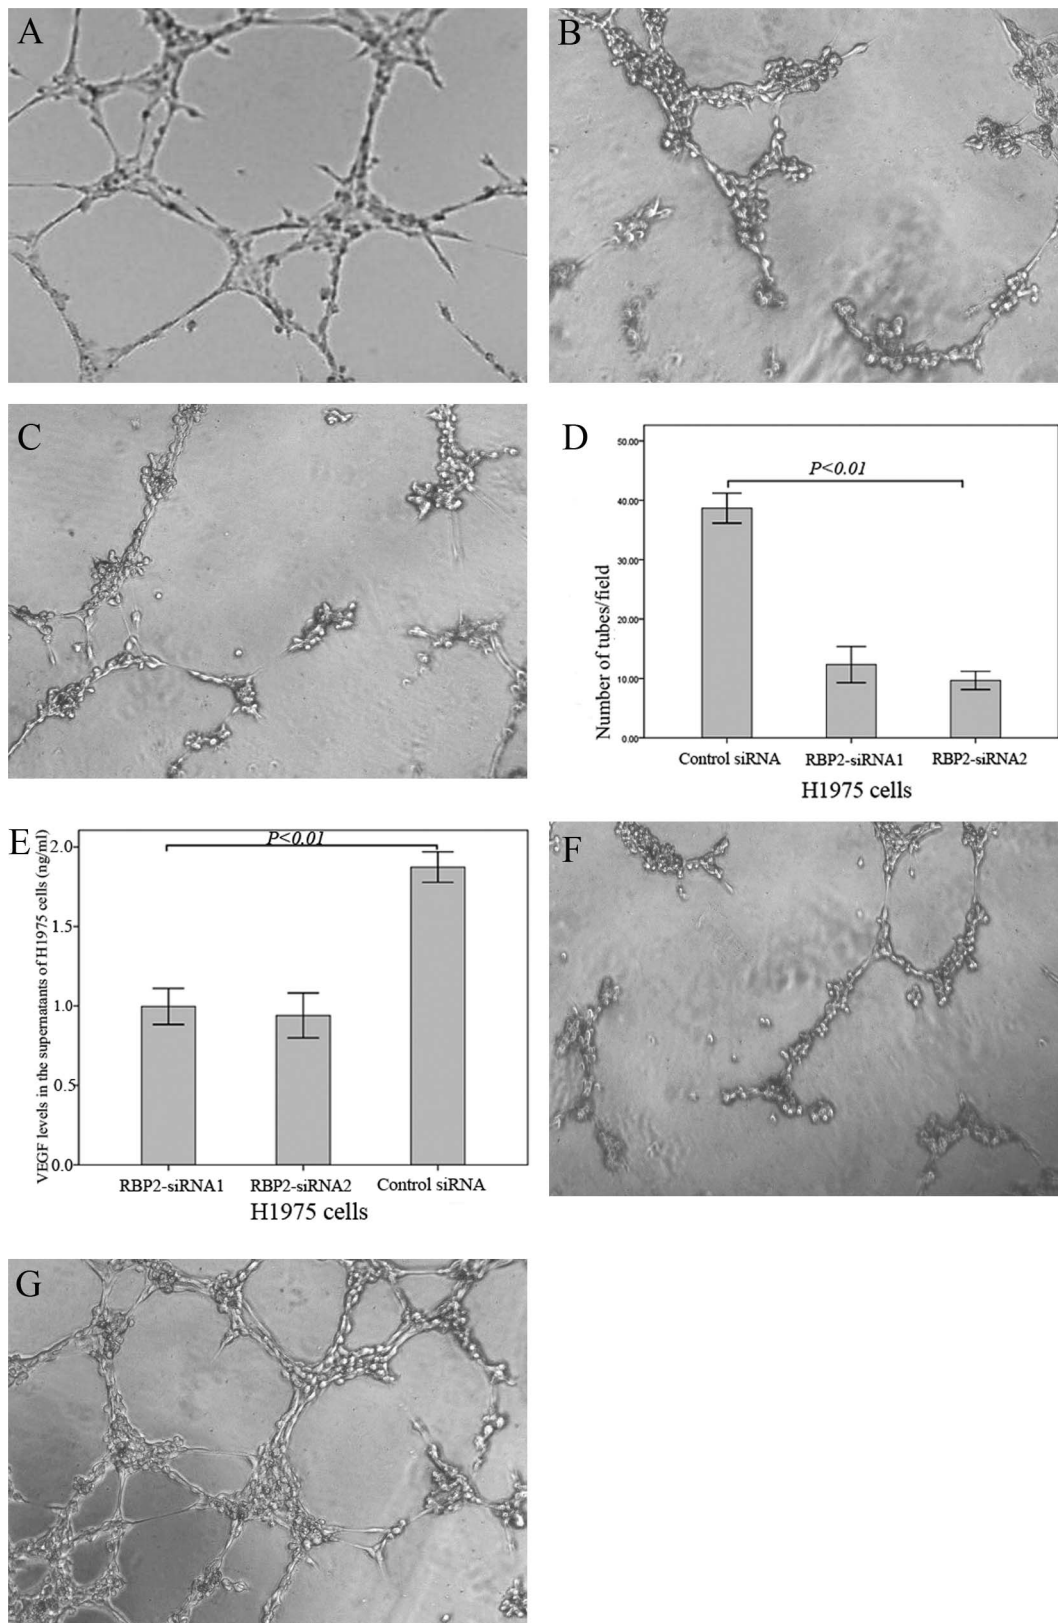 A
B
C
D
50.00
40.00
30.00
20.00
10.00
0.00
Number of tubes/field
P<0.01
Control siRNA
RBP2-siRNA1
RBP2-siRNA2
H1975 cells
E
VEGF levels in the supernatants of H1975 cells (ng/ml)
2.0
1.5
1.0
0.5
0.0
P<0.01
RBP2-siRNA1
RBP2-siRNA2
Control siRNA
H1975 cells
F
G